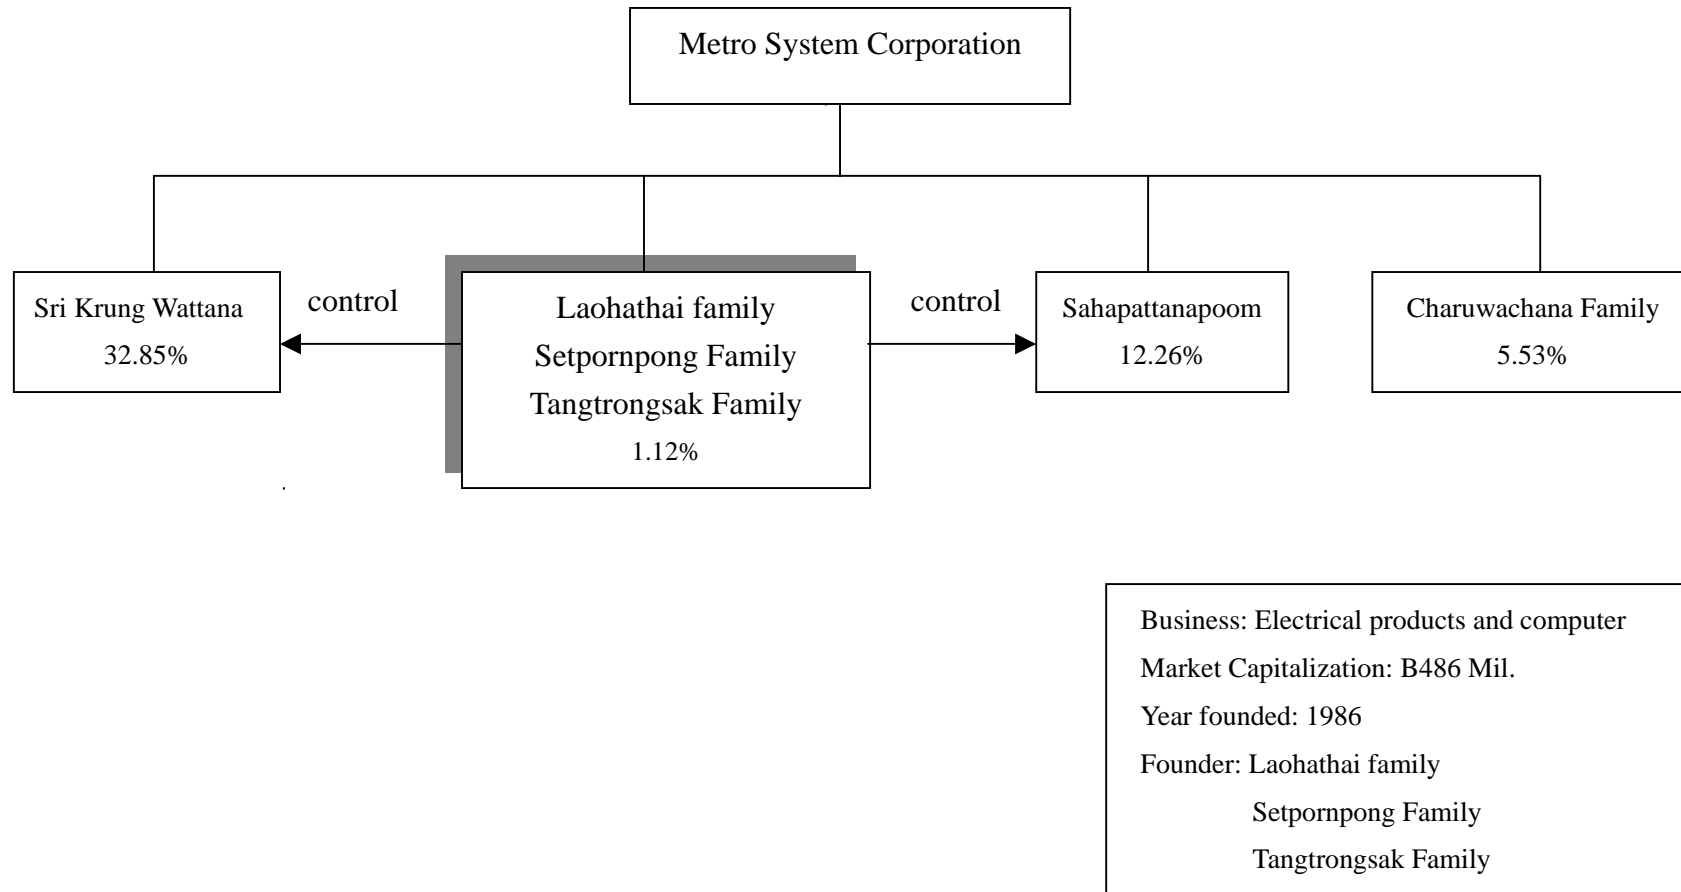 Metro System Corporation
Sri Krung Wattana
32.85%
control
Laohathai family
Setpornpong Family
Tangtrongsak Family
1.12%
control
Sahapattanapoom
12.26%
Charuwachana Family
5.53%
Business: Electrical products and computer
Market Capitalization: B486 Mil.
Year founded: 1986
Founder: Laohathai family
Setpornpong Family
Tangtrongsak Family